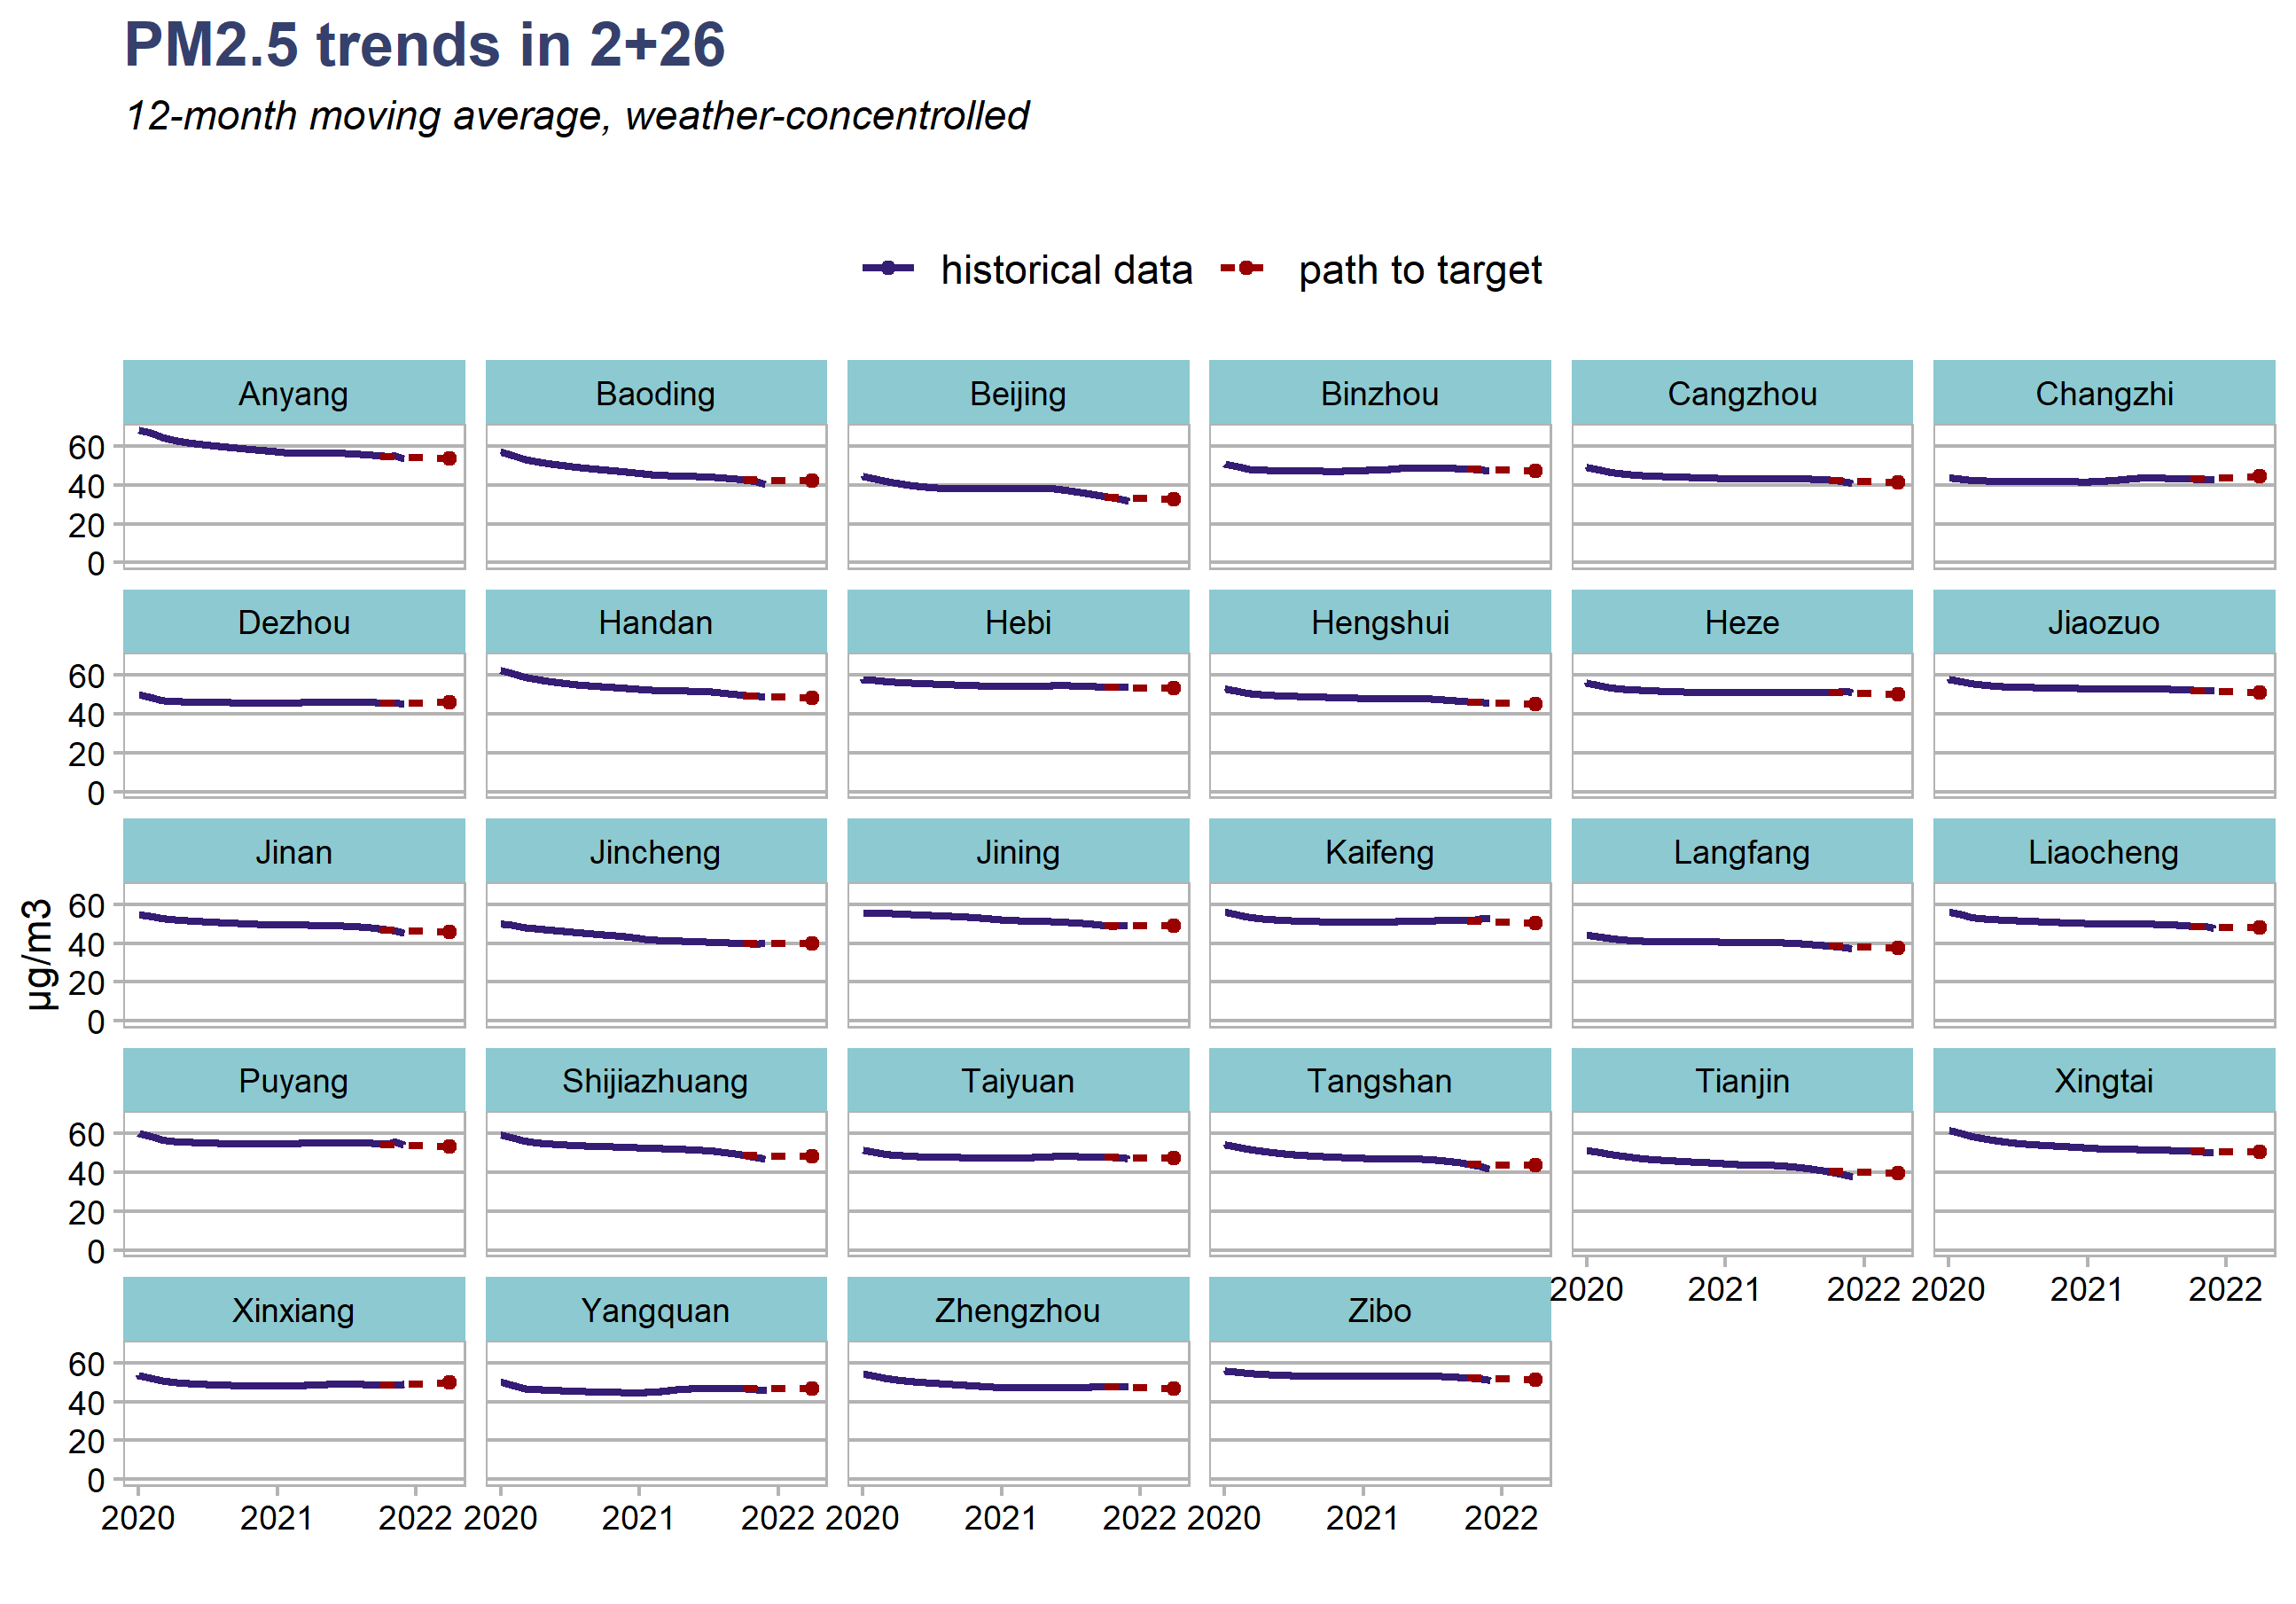 PM2.5 trends in 2+26
12-month moving average, weather-concentrolled
historical data path to target
Anyang Baoding Beijing Binzhou Cangzhou Changzhi
60
40
20
0
Dezhou Handan Hebi Hengshui Heze Jiaozuo
60
40
20
0
µg/m3
Jinan Jincheng Jining Kaifeng Langfang Liaocheng
60
40
20
0
Puyang Shijiazhuang Taiyuan Tangshan Tianjin Xingtai
60
40
20
0
2020 2021 2022 2020 2021 2022
Xinxiang Yangquan Zhengzhou Zibo
60
40
20
0
2020 2021 2022 2020 2021 2022 2020 2021 2022 2020 2021 2022